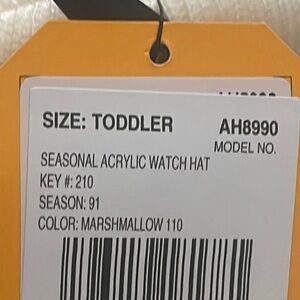 SIZE: TODDLER AH8990
MODEL NO.
SEASONAL ACRYLIC WATCH HAT
KEY #: 210
SEASON: 91
COLOR: MARSHMALLOW 110